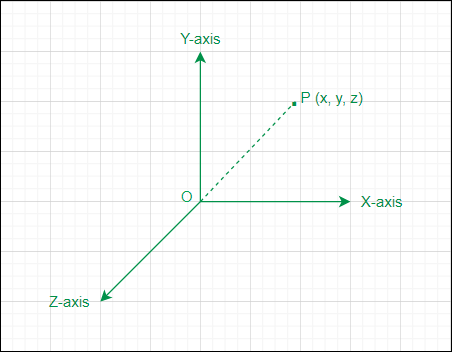 Y-axis
P (x, y, z)
O
X-axis
Z-axis